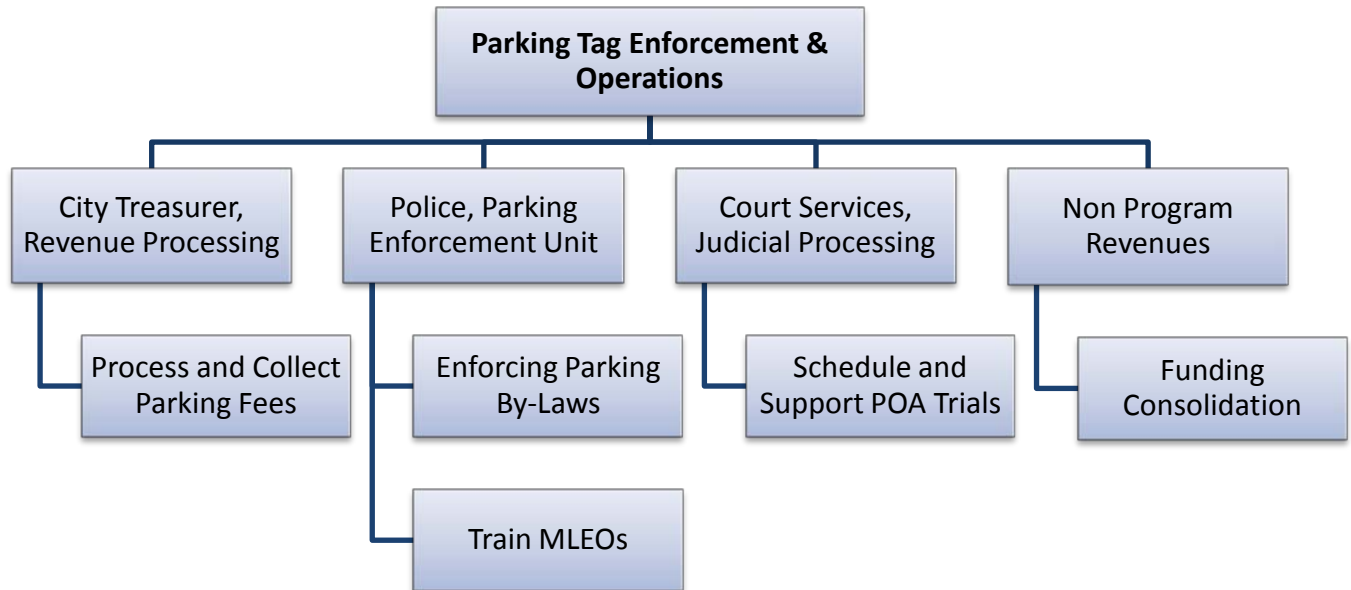 Parking Tag Enforcement &
Operations
City Treasurer,
Revenue Processing
Police, Parking
Enforcement Unit
Court Services,
Judicial Processing
Non Program
Revenues
Process and Collect
Parking Fees
Enforcing Parking
By-Laws
Schedule and
Support POA Trials
Funding
Consolidation
Train MLEOs